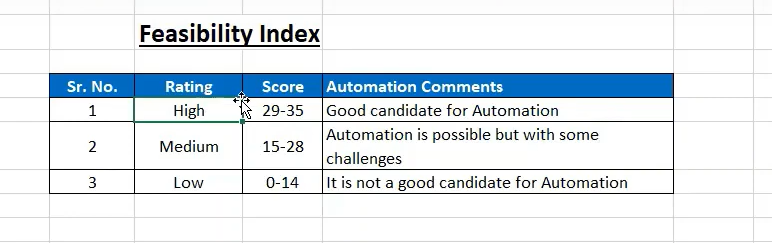 Feasibility Index
Sr. No. Rating Score Automation Comments
1 High 29-35 Good candidate for Automation
2 Medium 15-28 Automation is possible but with some
challenges
3 Low 0-14 It is not a good candidate for Automation